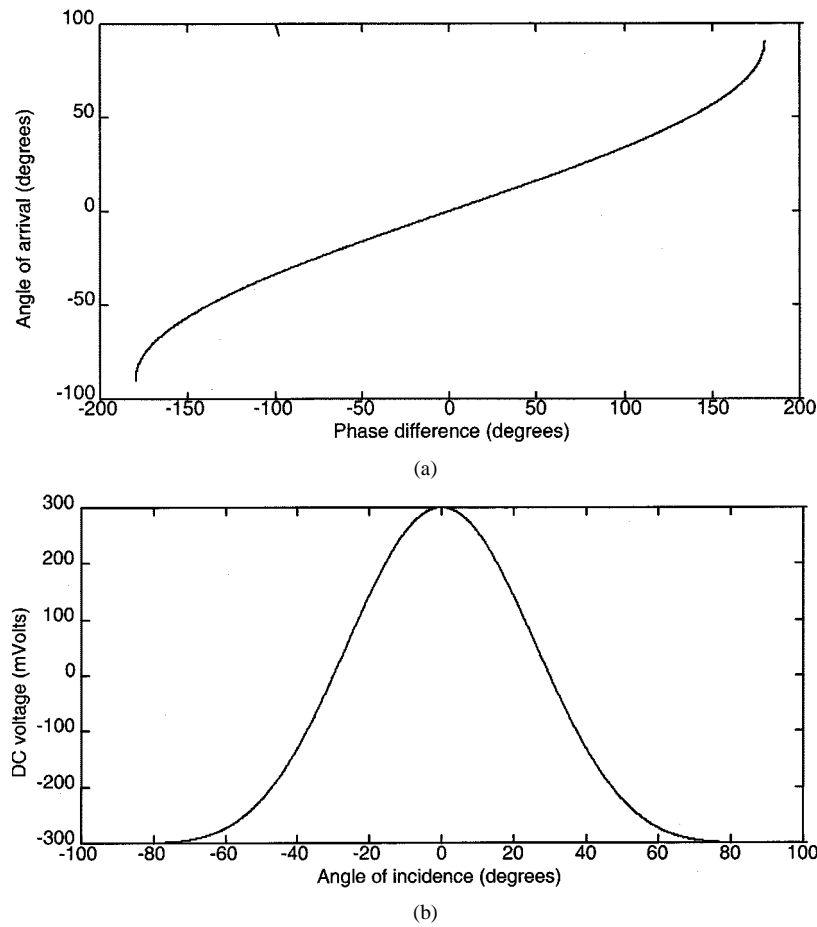 100
50
0
-50
-100
Angle of arrival (degrees)
-200 -150 -100 -50 0 50 100 150 200
Phase difference (degrees)
(a)
300
200
100
0
-100
-200
-300
DC voltage (mVolts)
-100 -80 -60 -40 -20 0 20 40 60 80 100
Angle of incidence (degrees)
(b)